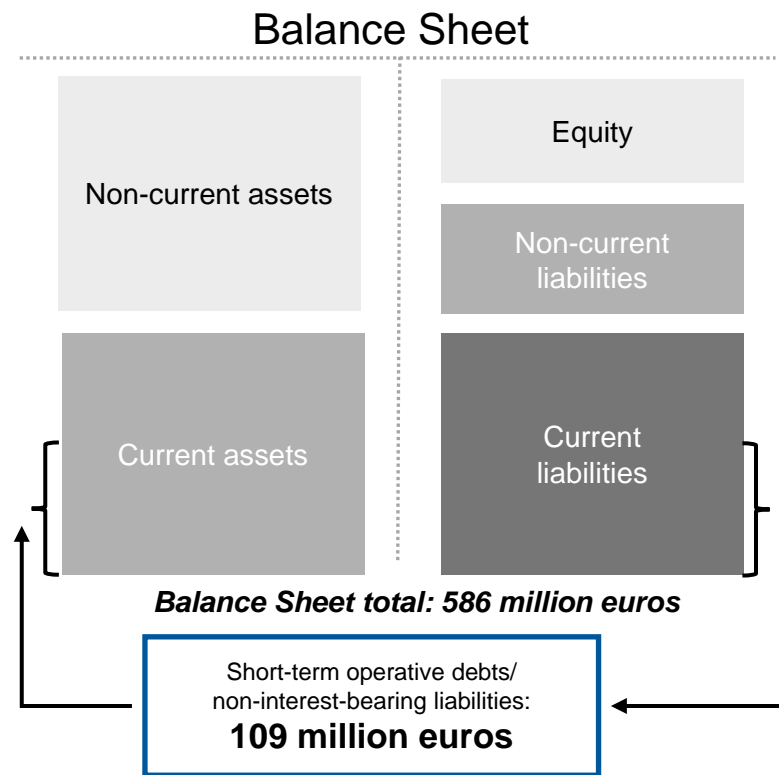 Balance Sheet
Non-current assets
Equity
Non-current
liabilities
Current assets
Current
liabilities
Balance Sheet total: 586 million euros
Short-term operative debts/
non-interest-bearing liabilities:
109 million euros